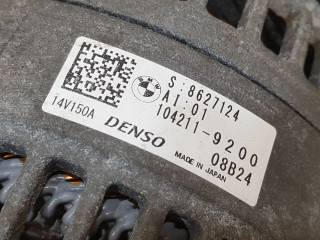 S: 8627124
AI: 01
104211-9200
14V150A
DENSO
08B24
MADE IN JAPAN